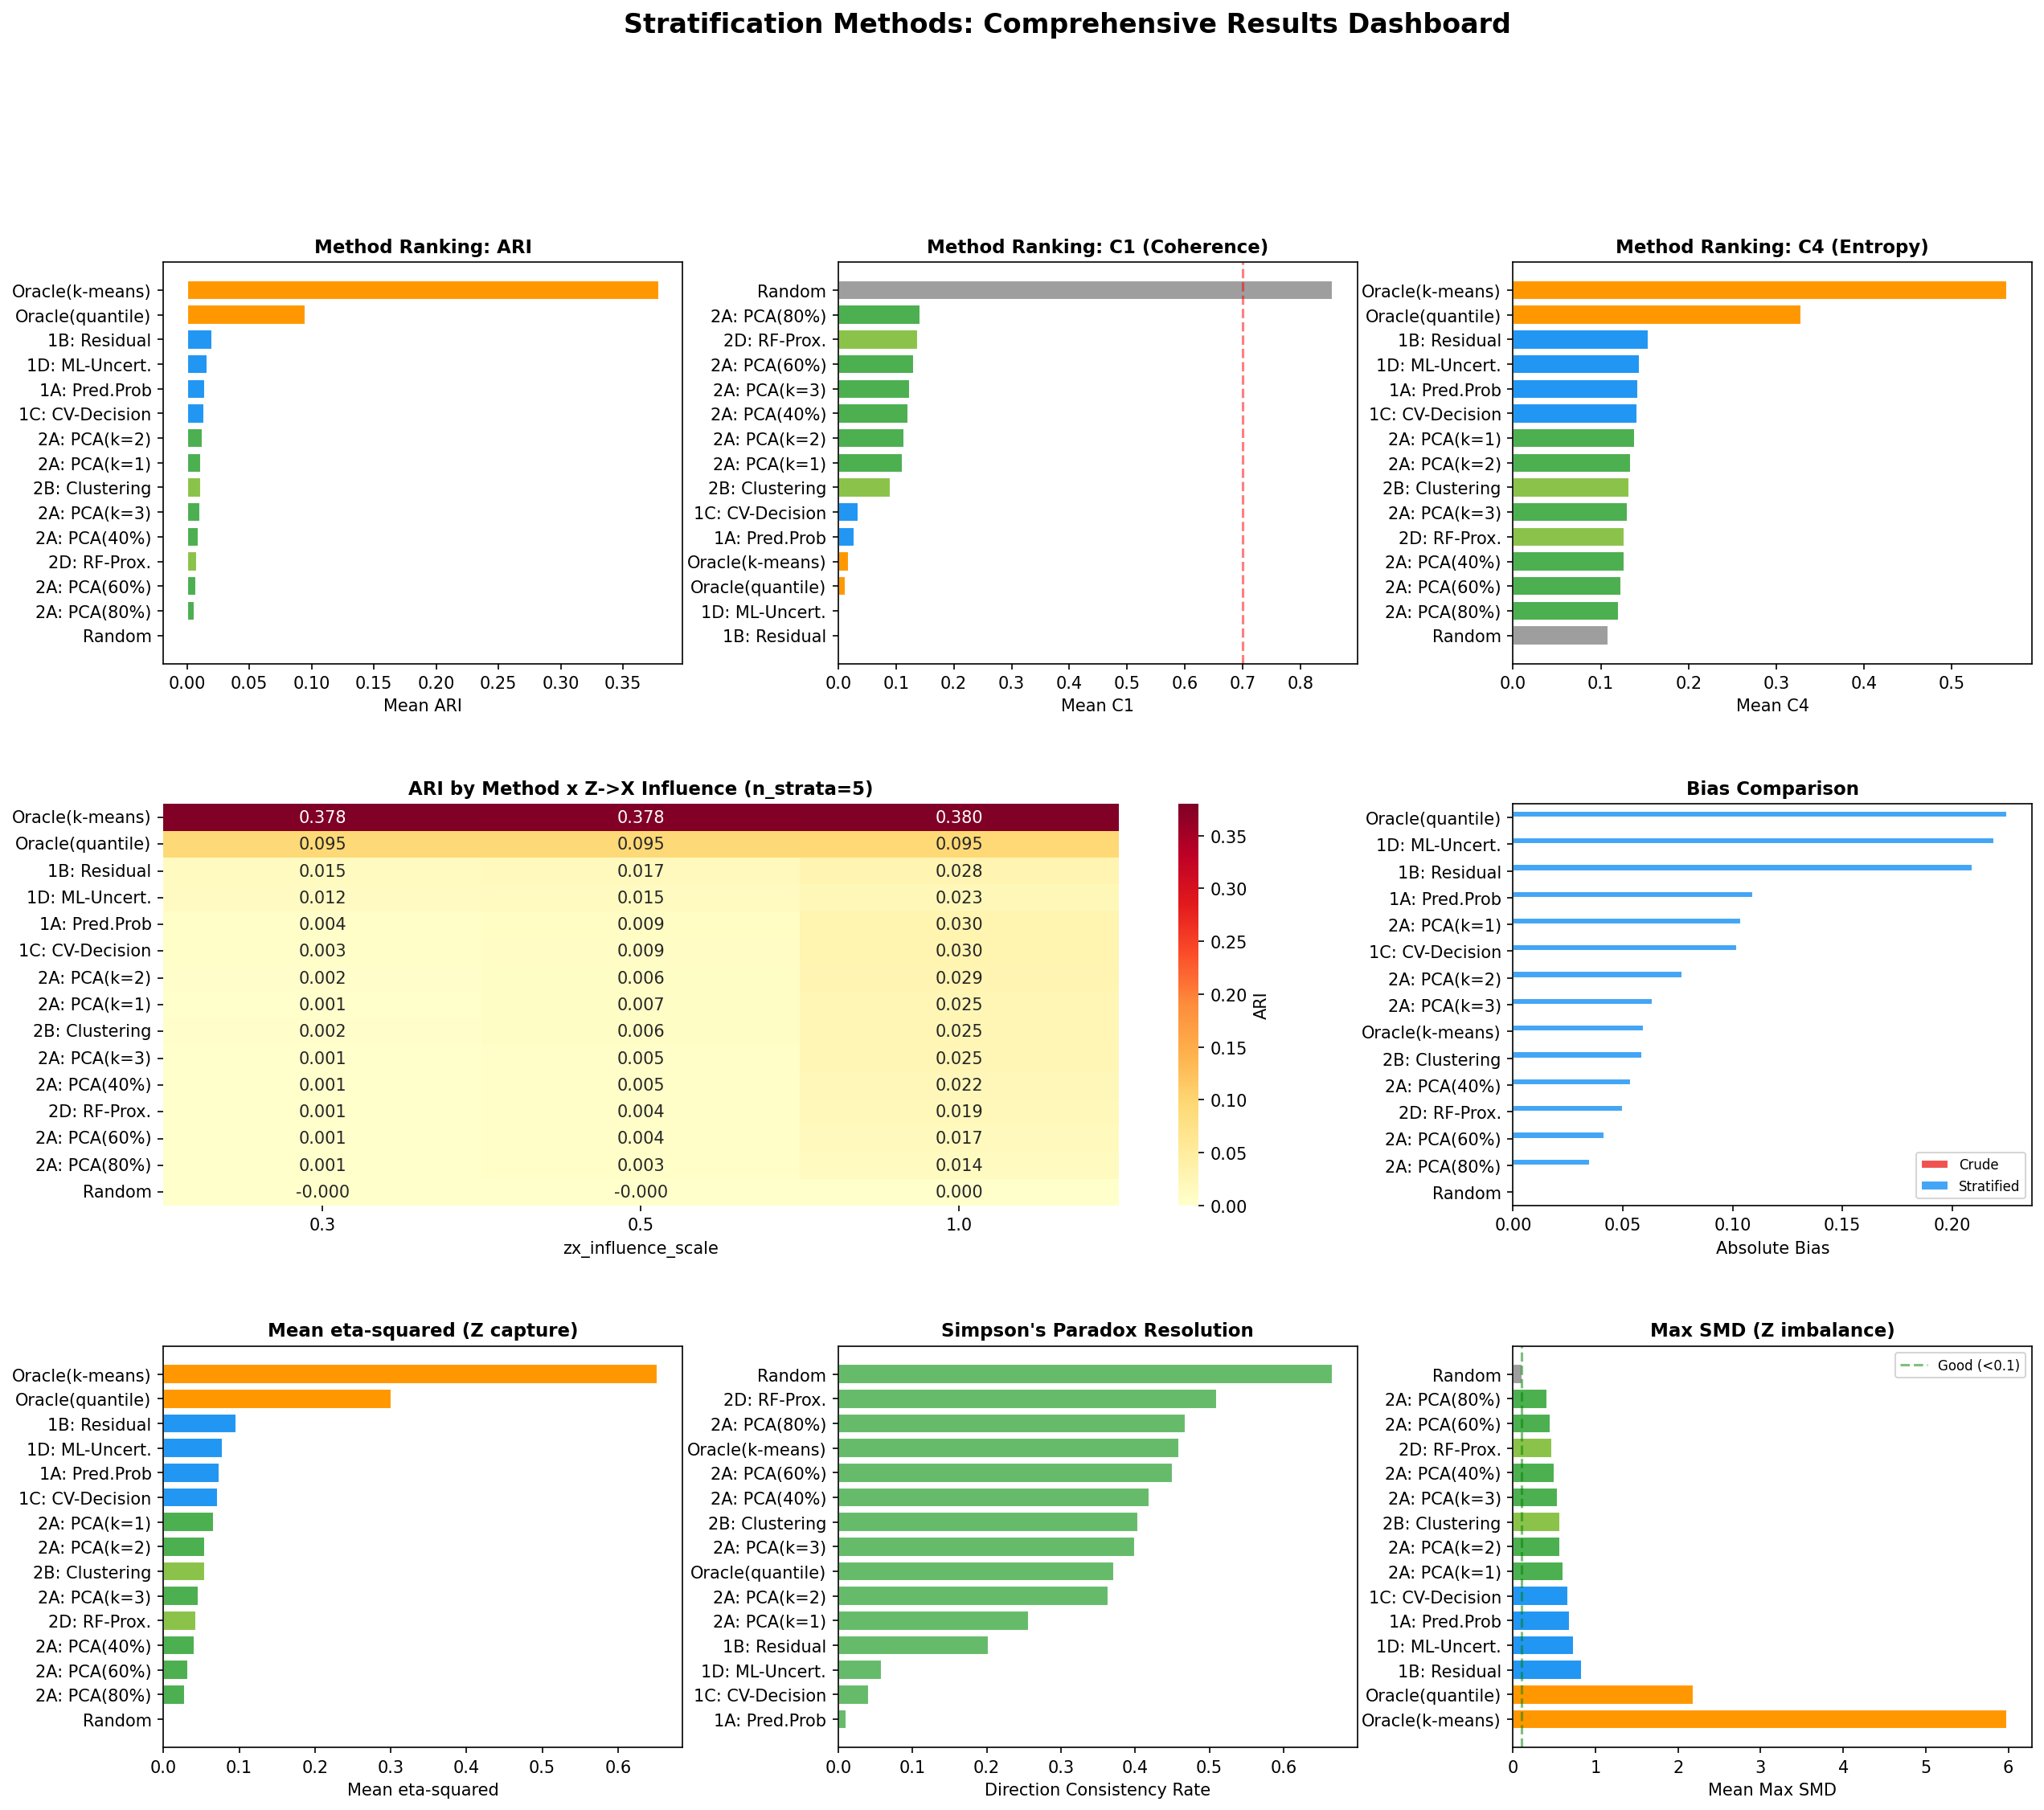 Stratification Methods: Comprehensive Results Dashboard
Method Ranking: ARI
Oracle(k-means)
Oracle(quantile)
1B: Residual
1D: ML-Uncert.
1A: Pred.Prob
1C: CV-Decision
2A: PCA(k=2)
2A: PCA(k=1)
2B: Clustering
2A: PCA(k=3)
2A: PCA(40%)
2D: RF-Prox.
2A: PCA(60%)
2A: PCA(80%)
Random
0.00 0.05 0.10 0.15 0.20 0.25 0.30 0.35
Mean ARI
Method Ranking: C1 (Coherence)
Random
2A: PCA(80%)
2D: RF-Prox.
2A: PCA(60%)
2A: PCA(k=3)
2A: PCA(40%)
2A: PCA(k=2)
2A: PCA(k=1)
2B: Clustering
1C: CV-Decision
1A: Pred.Prob
Oracle(k-means)
Oracle(quantile)
1D: ML-Uncert.
1B: Residual
0.0 0.1 0.2 0.3 0.4 0.5 0.6 0.7 0.8
Mean C1
Method Ranking: C4 (Entropy)
Oracle(k-means)
Oracle(quantile)
1B: Residual
1D: ML-Uncert.
1A: Pred.Prob
1C: CV-Decision
2A: PCA(k=1)
2A: PCA(k=2)
2B: Clustering
2A: PCA(k=3)
2D: RF-Prox.
2A: PCA(40%)
2A: PCA(60%)
2A: PCA(80%)
Random
0.0 0.1 0.2 0.3 0.4 0.5
Mean C4
ARI by Method x Z->X Influence (n_strata=5)
Oracle(k-means) 0.378 0.378 0.380
Oracle(quantile) 0.095 0.095 0.095
1B: Residual 0.015 0.017 0.028
1D: ML-Uncert. 0.012 0.015 0.023
1A: Pred.Prob 0.004 0.009 0.030
1C: CV-Decision 0.003 0.009 0.030
2A: PCA(k=2) 0.002 0.006 0.029
2A: PCA(k=1) 0.001 0.007 0.025
2B: Clustering 0.002 0.006 0.025
2A: PCA(k=3) 0.001 0.005 0.025
2A: PCA(40%) 0.001 0.005 0.022
2D: RF-Prox. 0.001 0.004 0.019
2A: PCA(60%) 0.001 0.004 0.017
2A: PCA(80%) 0.001 0.003 0.014
Random -0.000 -0.000 0.000
0.3 0.5 1.0
zx_influence_scale
0.35
0.30
0.25
0.20
0.15
0.10
0.05
0.00
ARI
Bias Comparison
Oracle(quantile)
1D: ML-Uncert.
1B: Residual
1A: Pred.Prob
2A: PCA(k=1)
1C: CV-Decision
2A: PCA(k=2)
2A: PCA(k=3)
Oracle(k-means)
2B: Clustering
2A: PCA(40%)
2D: RF-Prox.
2A: PCA(60%)
2A: PCA(80%)
Random
Crude
Stratified
0.00 0.05 0.10 0.15 0.20
Absolute Bias
Mean eta-squared (Z capture)
Oracle(k-means)
Oracle(quantile)
1B: Residual
1D: ML-Uncert.
1A: Pred.Prob
1C: CV-Decision
2A: PCA(k=1)
2A: PCA(k=2)
2B: Clustering
2A: PCA(k=3)
2D: RF-Prox.
2A: PCA(40%)
2A: PCA(60%)
2A: PCA(80%)
Random
0.0 0.1 0.2 0.3 0.4 0.5 0.6
Mean eta-squared
Simpson's Paradox Resolution
Random
2D: RF-Prox.
2A: PCA(80%)
Oracle(k-means)
2A: PCA(60%)
2A: PCA(40%)
2B: Clustering
2A: PCA(k=3)
Oracle(quantile)
2A: PCA(k=2)
2A: PCA(k=1)
1B: Residual
1D: ML-Uncert.
1C: CV-Decision
1A: Pred.Prob
0.0 0.1 0.2 0.3 0.4 0.5 0.6
Direction Consistency Rate
Max SMD (Z imbalance)
Good (<0.1)
Random
2A: PCA(80%)
2A: PCA(60%)
2D: RF-Prox.
2A: PCA(40%)
2A: PCA(k=3)
2B: Clustering
2A: PCA(k=2)
2A: PCA(k=1)
1C: CV-Decision
1A: Pred.Prob
1D: ML-Uncert.
1B: Residual
Oracle(quantile)
Oracle(k-means)
0 1 2 3 4 5 6
Mean Max SMD